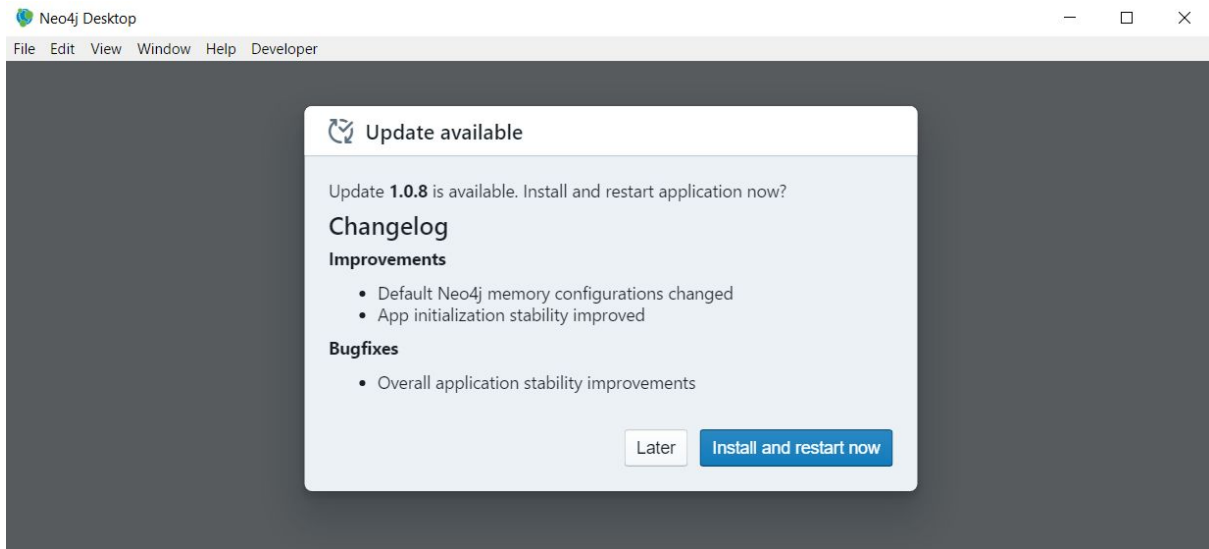 Neo4j Desktop
File Edit View Window Help Developer
Update available
Update 1.0.8 is available. Install and restart application now?
Changelog
Improvements
• Default Neo4j memory configurations changed
• App initialization stability improved
Bugfixes
• Overall application stability improvements
Later Install and restart now